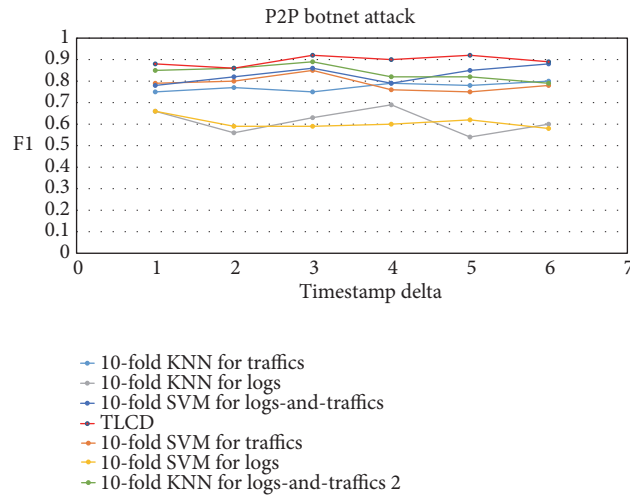 P2P botnet attack
1
0.9
0.8
0.7
0.6
F1
0.5
0.4
0.3
0.2
0.1
0
0 1 2 3 4 5 6 7
Timestamp delta
10-fold KNN for traffics
10-fold KNN for logs
10-fold SVM for logs-and-traffics
TLCD
10-fold SVM for traffics
10-fold SVM for logs
10-fold KNN for logs-and-traffics 2